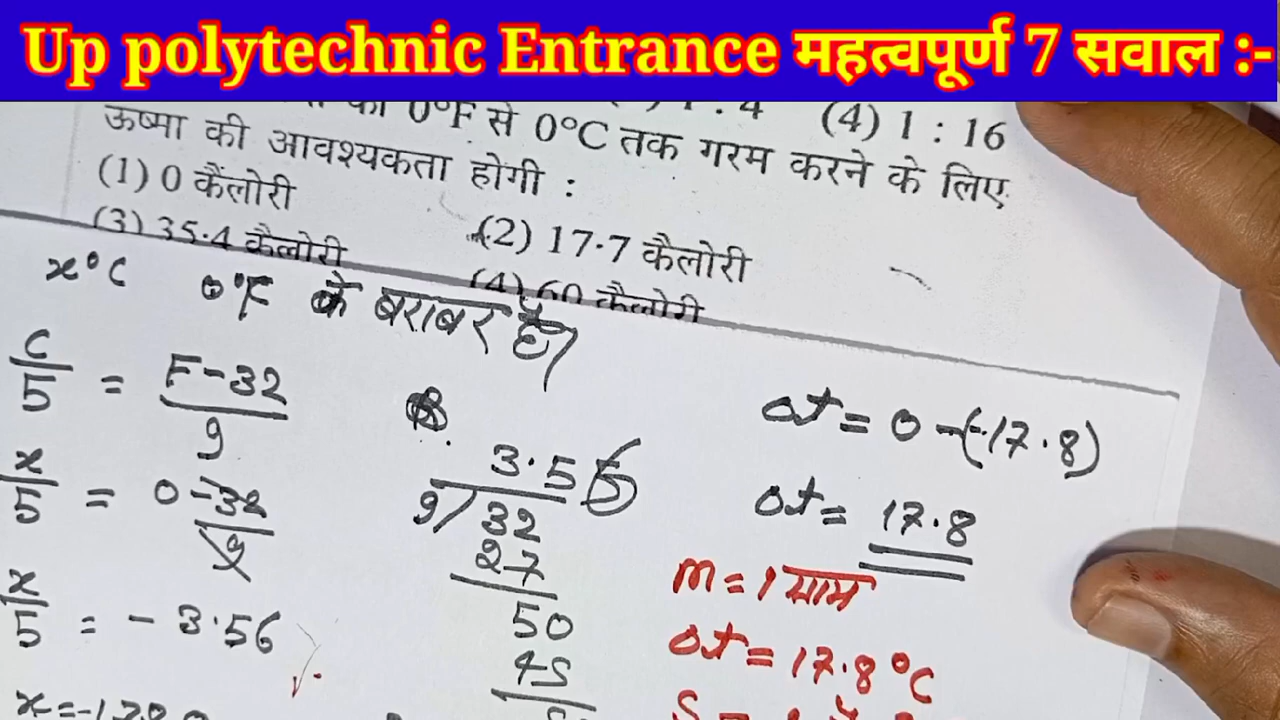 Up polytechnic Entrance महत्वपूर्ण 7 सवाल :-
4 (4) 1 : 16
0°F से 0°C तक गरम करने के लिए
ऊष्मा की आवश्यकता होगी :
(1) 0 कैलोरी
(2) 17·7 कैलोरी
(3) 35·4 कैलोरी
(4) 60 कैलोरी
x°C 0°F के बराबर है।
C/5 = F-32/9
x/5 = 0-32/9
x/5 = - 3.56
3.55
9/32
27
50
45
Δt = 0-(-17.8)
Δt = 17.8
m = 1 ग्राम
Δt = 17.8°C